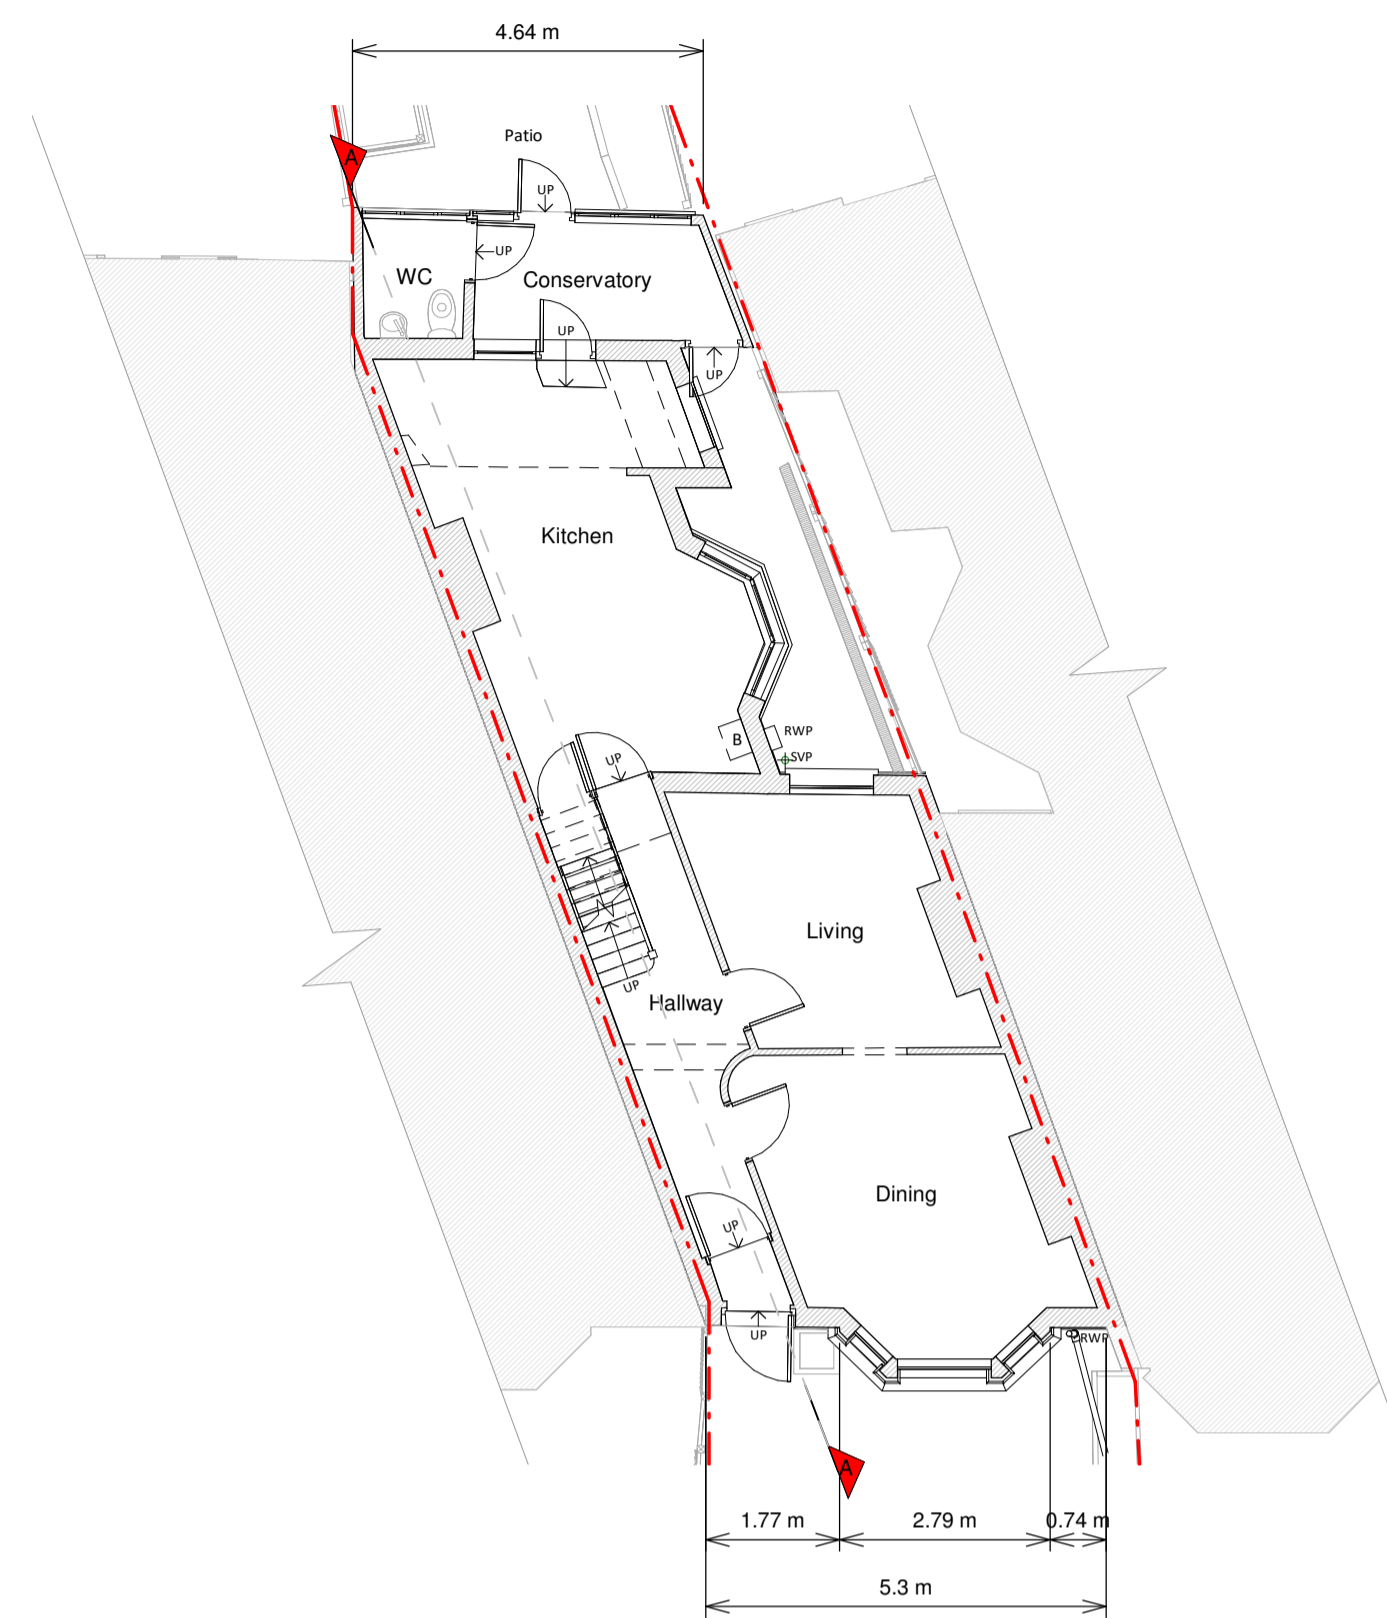 4.64 m
Patio
A
UP
UP
WC
Conservatory
UP
UP
Kitchen
RWP
B
SVP
UP
Living
UP
Hallway
Dining
UP
UP
RWP
A
1.77 m
2.79 m
0.74 m
5.3 m